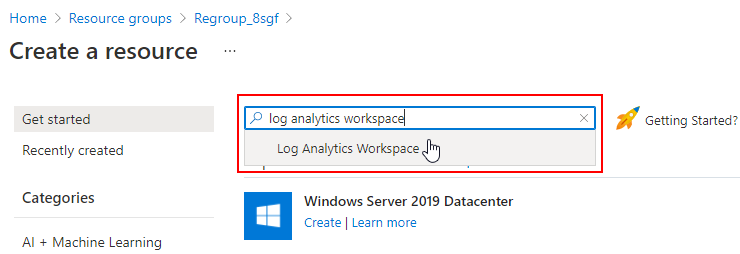 Home > Resource groups > Regroup_8sgf >
Create a resource ...
Get started
log analytics workspace
Getting Started?
Recently created
Log Analytics Workspace
Categories
Windows Server 2019 Datacenter
Create | Learn more
AI + Machine Learning